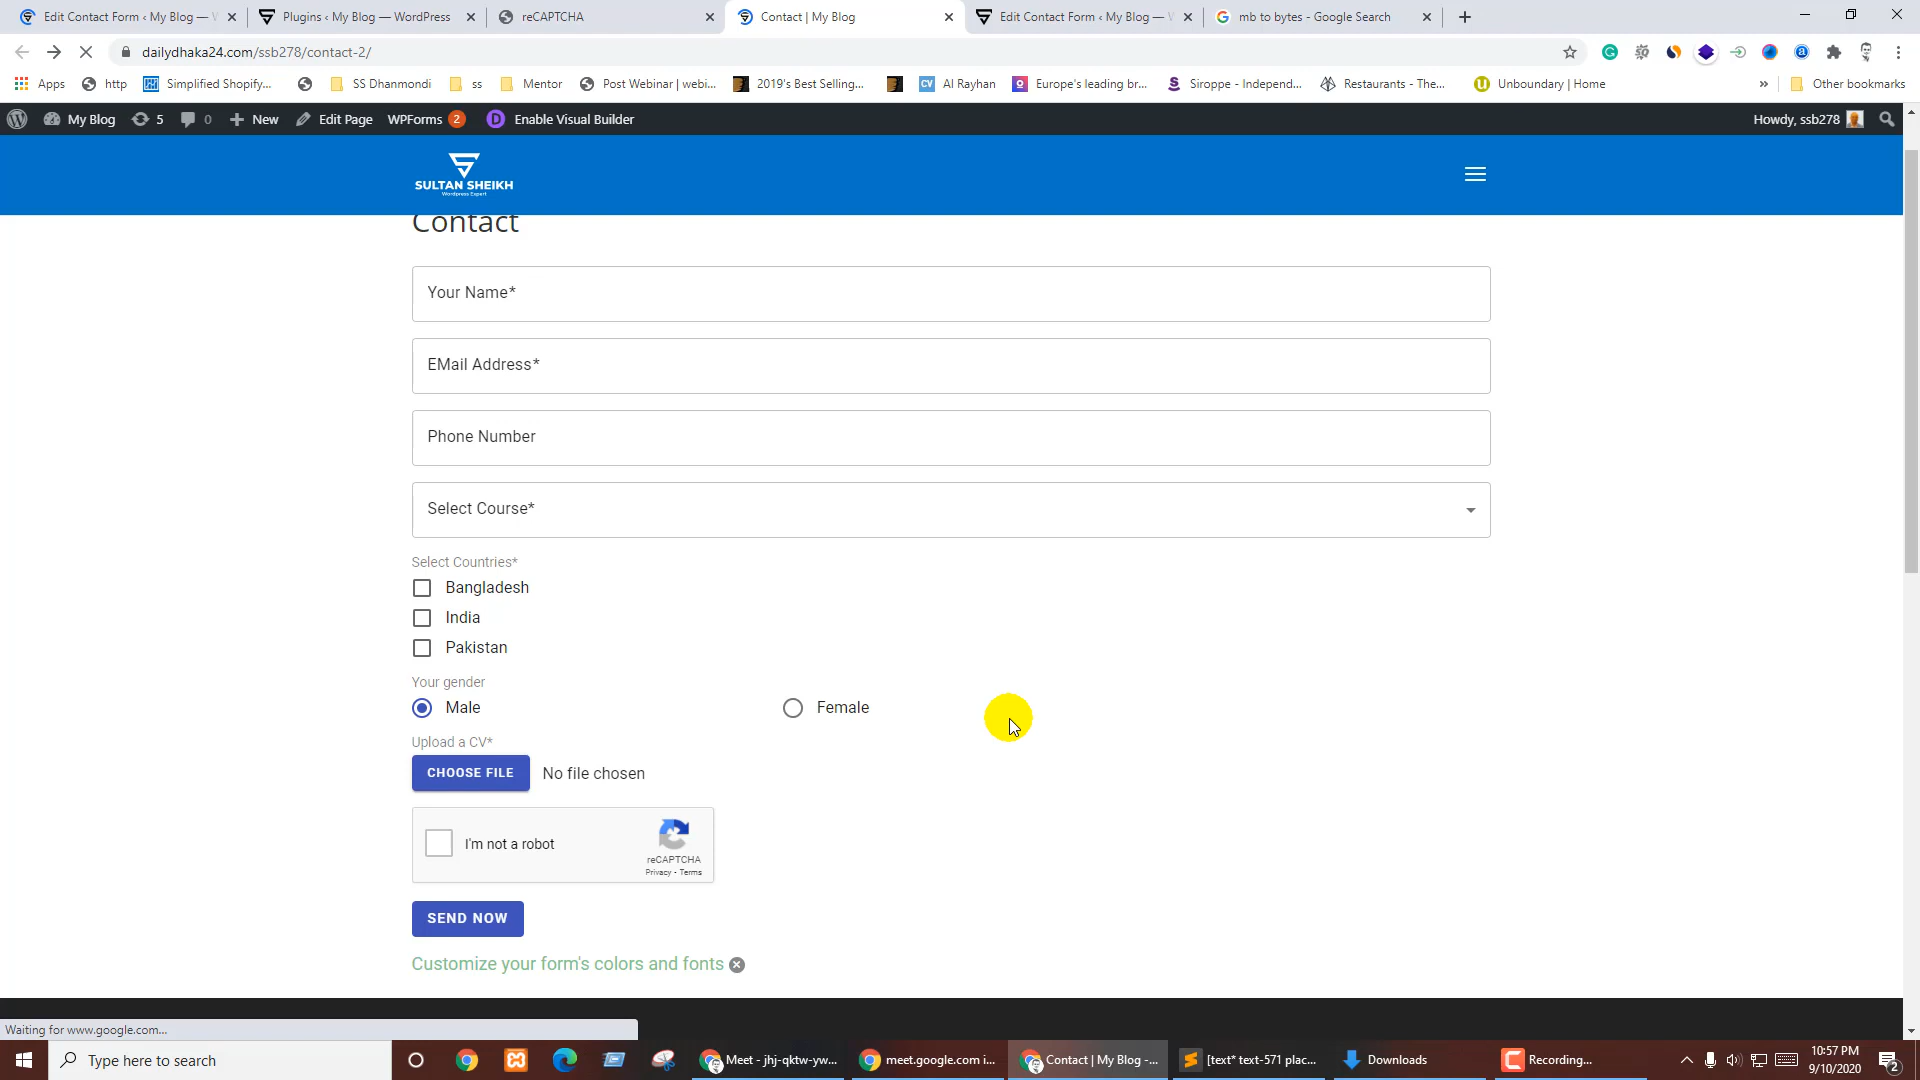 Edit Contact Form ‹ My Blog — W
Plugins ‹ My Blog — WordPress
reCAPTCHA
Contact | My Blog
Edit Contact Form ‹ My Blog — W
mb to bytes - Google Search
dailydhaka24.com/ssb278/contact-2/
Apps
http
Simplified Shopify...
SS Dhanmondi
ss
Mentor
Post Webinar | webi...
2019's Best Selling...
CV
Al Rayhan
Europe's leading br...
Siroppe - Independ...
Restaurants - The...
Unboundary | Home
»
Other bookmarks
My Blog
5
0
New
Edit Page
WPForms 2
D
Enable Visual Builder
Howdy, ssb278
SULTAN SHEIKH
Wordpress Expert
Contact
Your Name*
EMail Address*
Phone Number
Select Course*
Select Countries*
Bangladesh
India
Pakistan
Your gender
Male
Female
Upload a CV*
CHOOSE FILE
No file chosen
I'm not a robot
reCAPTCHA
Privacy - Terms
SEND NOW
Customize your form's colors and fonts
Waiting for www.google.com...
Type here to search
Meet - jhj-qktw-yw...
meet.google.com i...
Contact | My Blog -...
[text* text-571 plac...
Downloads
Recording...
10:57 PM
9/10/2020
2